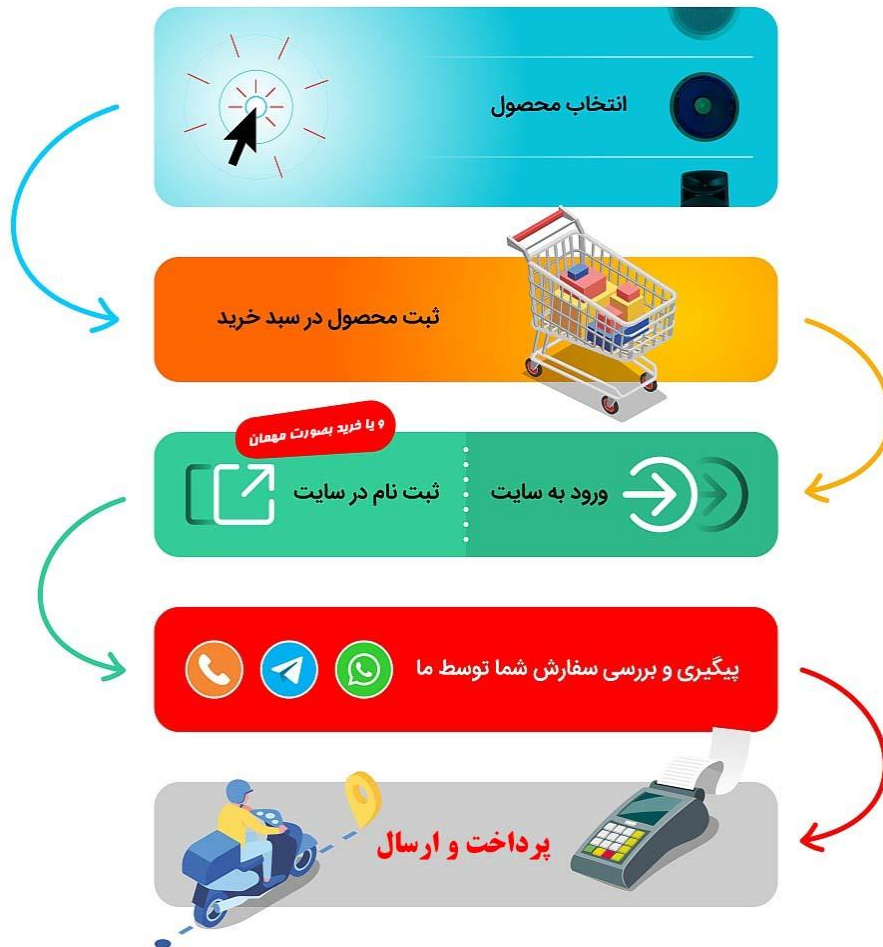 انتخاب محصول
ثبت محصول در سبد خرید
و یا خرید بصورت مهمان
ورود به سایت
ثبت نام در سایت
پیگیری و بررسی سفارش شما توسط ما
پرداخت و ارسال